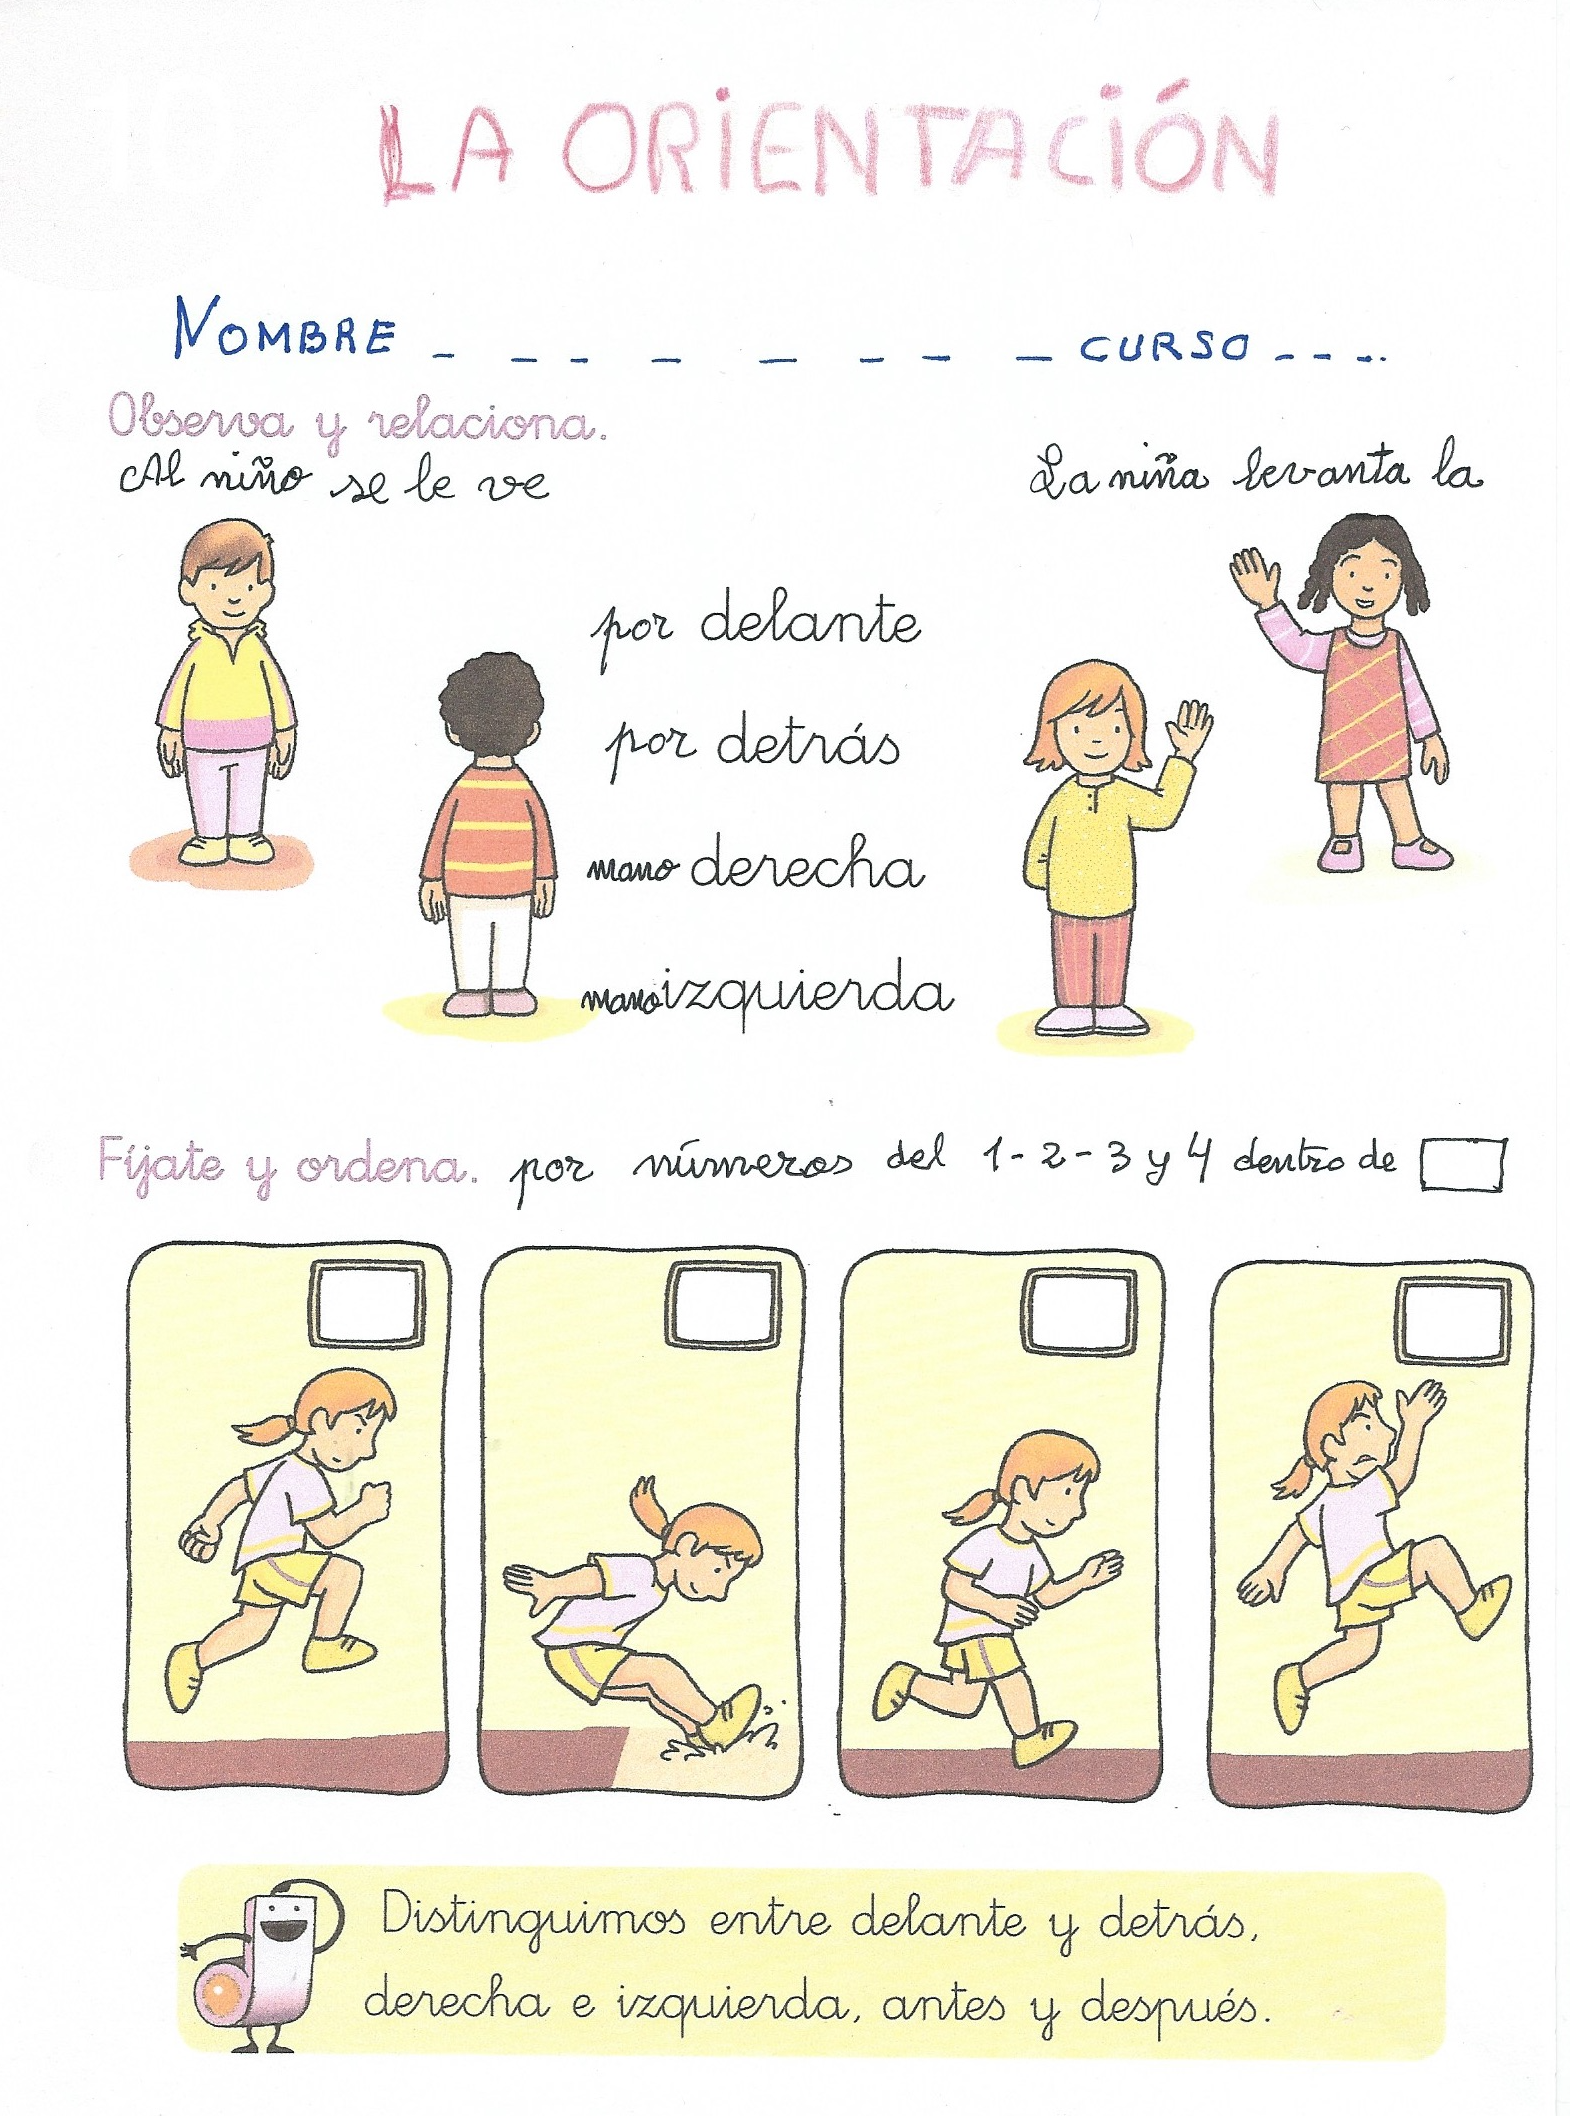 LA ORIENTACIÓN
NOMBRE _ _ _ _ _ _ _ _ _ CURSO - - - -.
Observa y relaciona.
Al niño se le ve
La niña levanta la
por delante
por detrás
mano derecha
mano izquierda
Fíjate y ordena. por números del 1-2-3 y 4 dentro de
Distinguimos entre delante y detrás,
derecha e izquierda, antes y después.